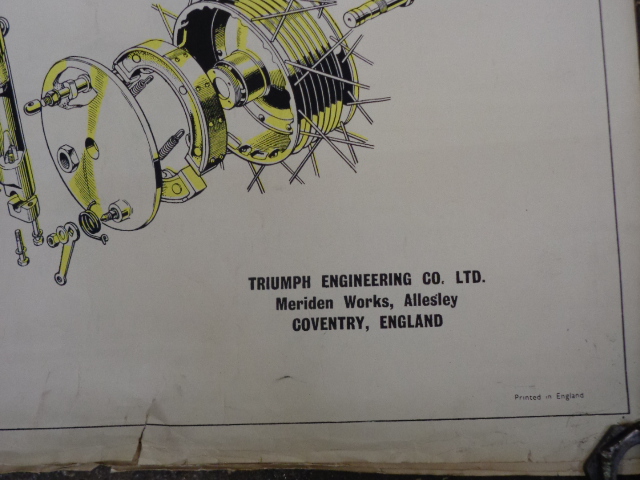 TRIUMPH ENGINEERING CO. LTD.
Meriden Works, Allesley
COVENTRY, ENGLAND
Printed in England